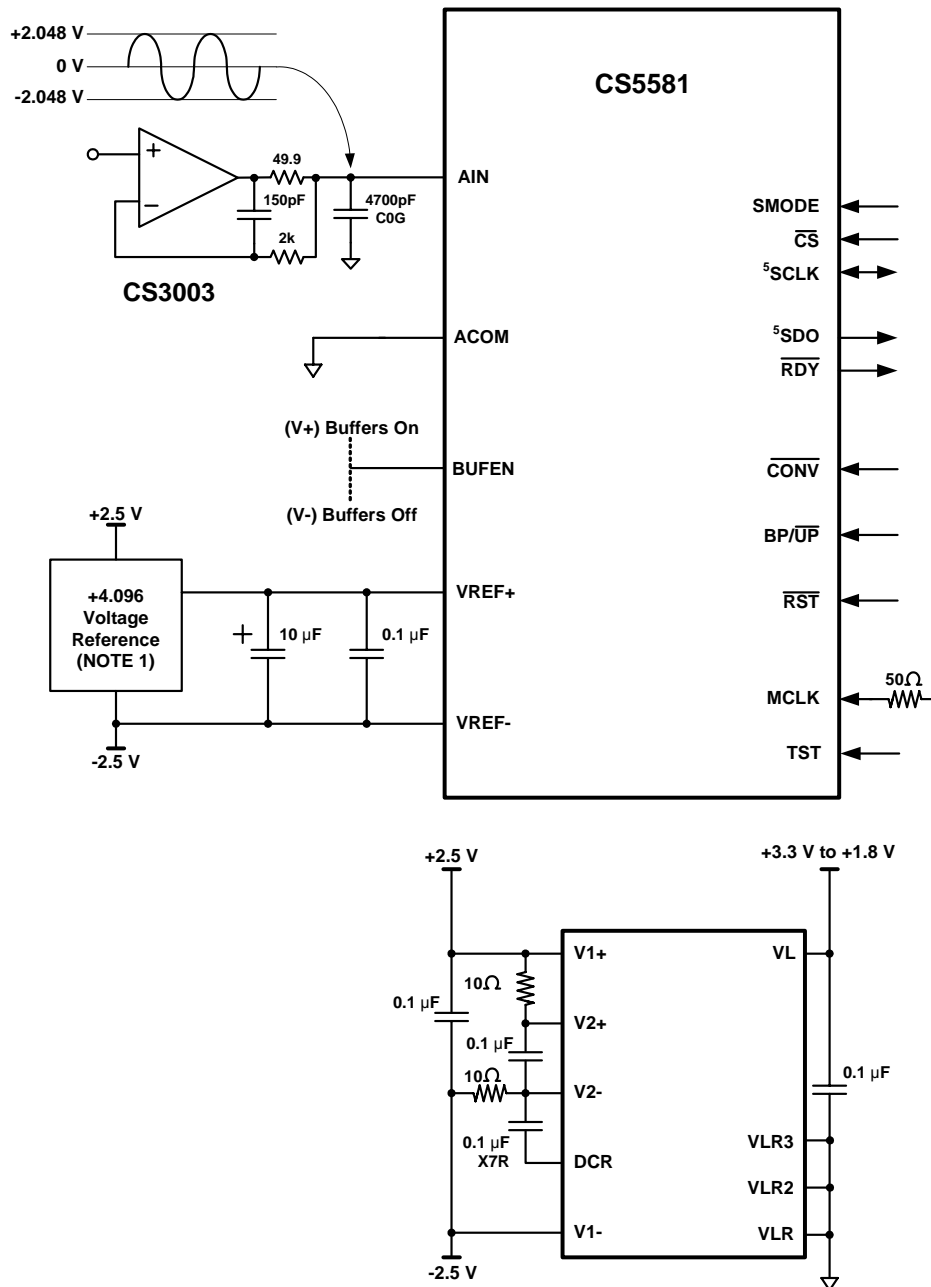 +2.048 V
0 V
-2.048 V
+
−
49.9
150pF
2k
4700pF
C0G
CS3003
CS5581
AIN
ACOM
(V+) Buffers On
BUFEN
(V-) Buffers Off
+2.5 V
+4.096
Voltage
Reference
(NOTE 1)
-2.5 V
+
10 µF
0.1 µF
VREF+
VREF-
SMODE
CS
5SCLK
5SDO
RDY
CONV
BP/UP
RST
50Ω
MCLK
TST
+2.5 V
+3.3 V to +1.8 V
V1+
VL
10Ω
0.1 µF
V2+
0.1 µF
10Ω
V2-
0.1 µF
0.1 µF
X7R
DCR
VLR3
VLR2
V1-
VLR
-2.5 V